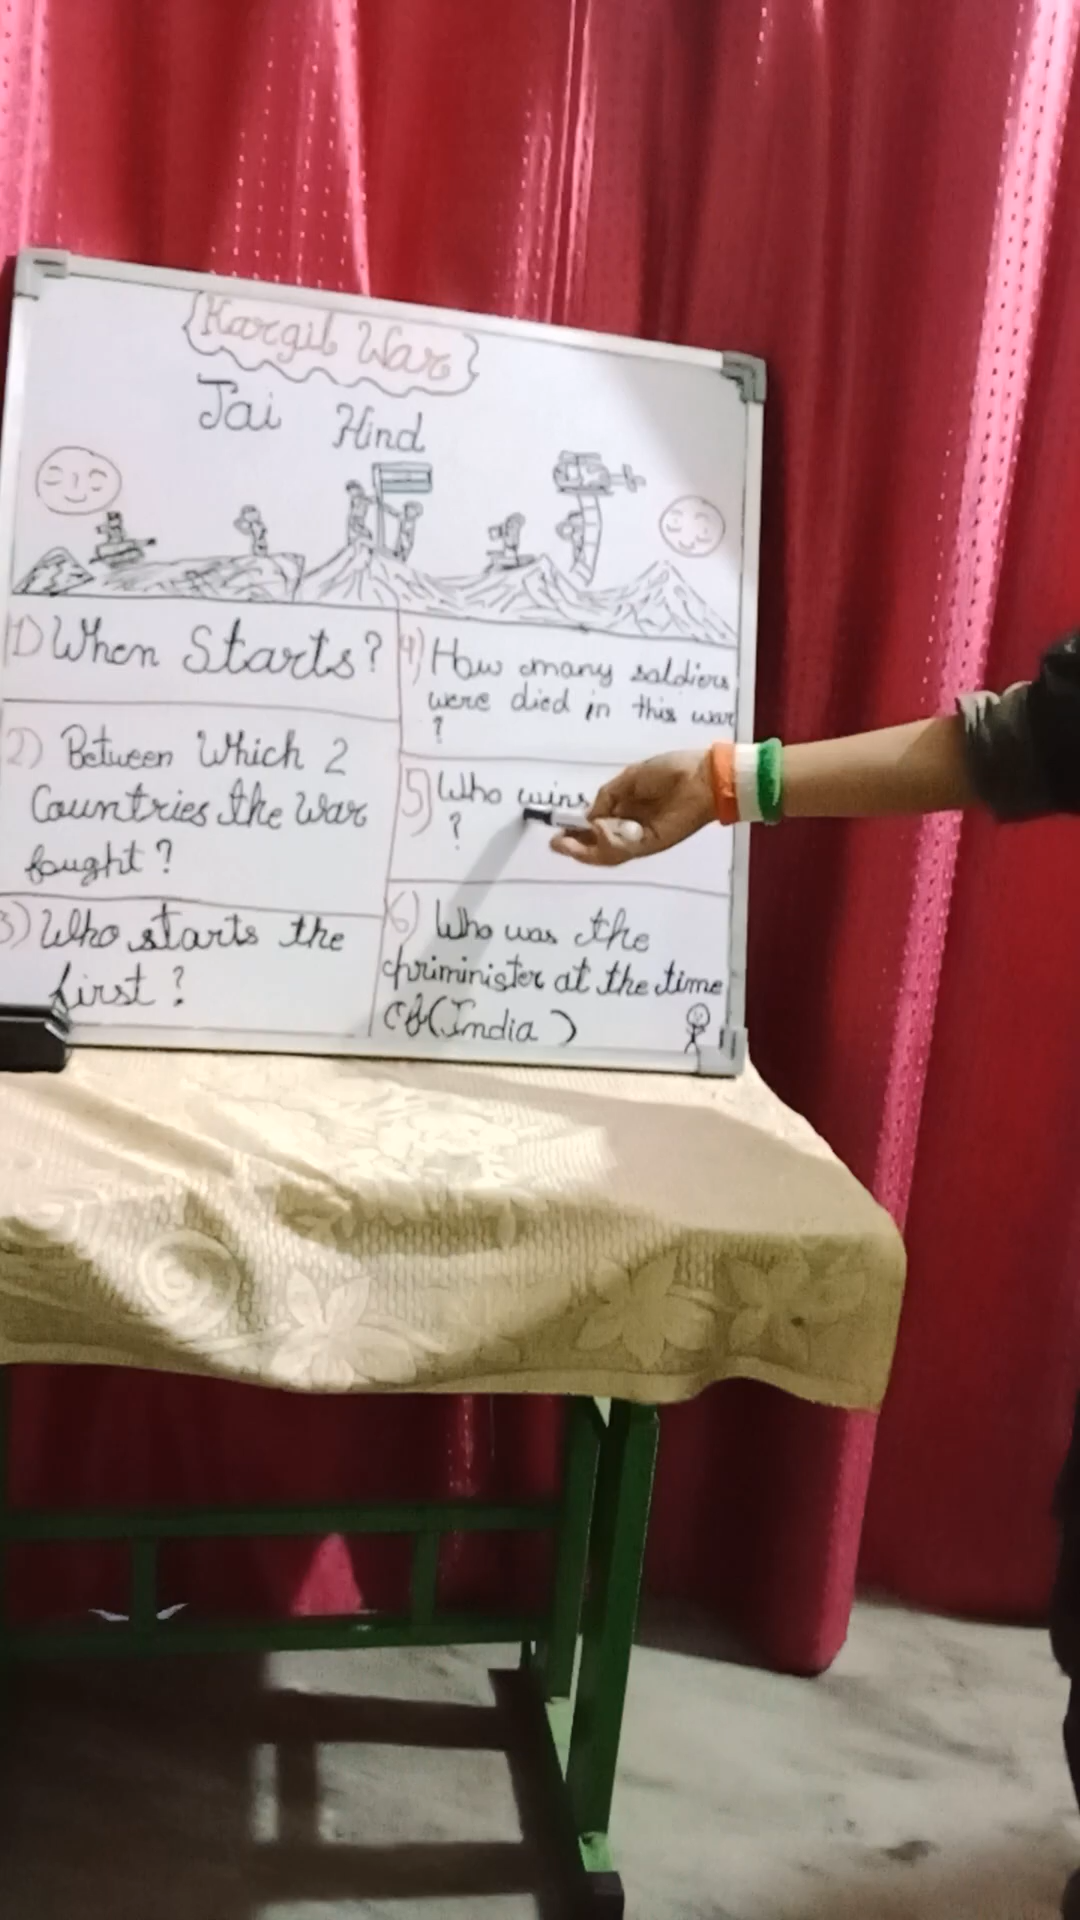 Kargil War
Jai Hind
1) When Starts?
2) Between Which 2
Countries the War
fought?
3) Who starts the
first?
4) How many soldiers
were died in this war
?
5) Who wins
?
6) Who was the
priminister at the time
of (India)